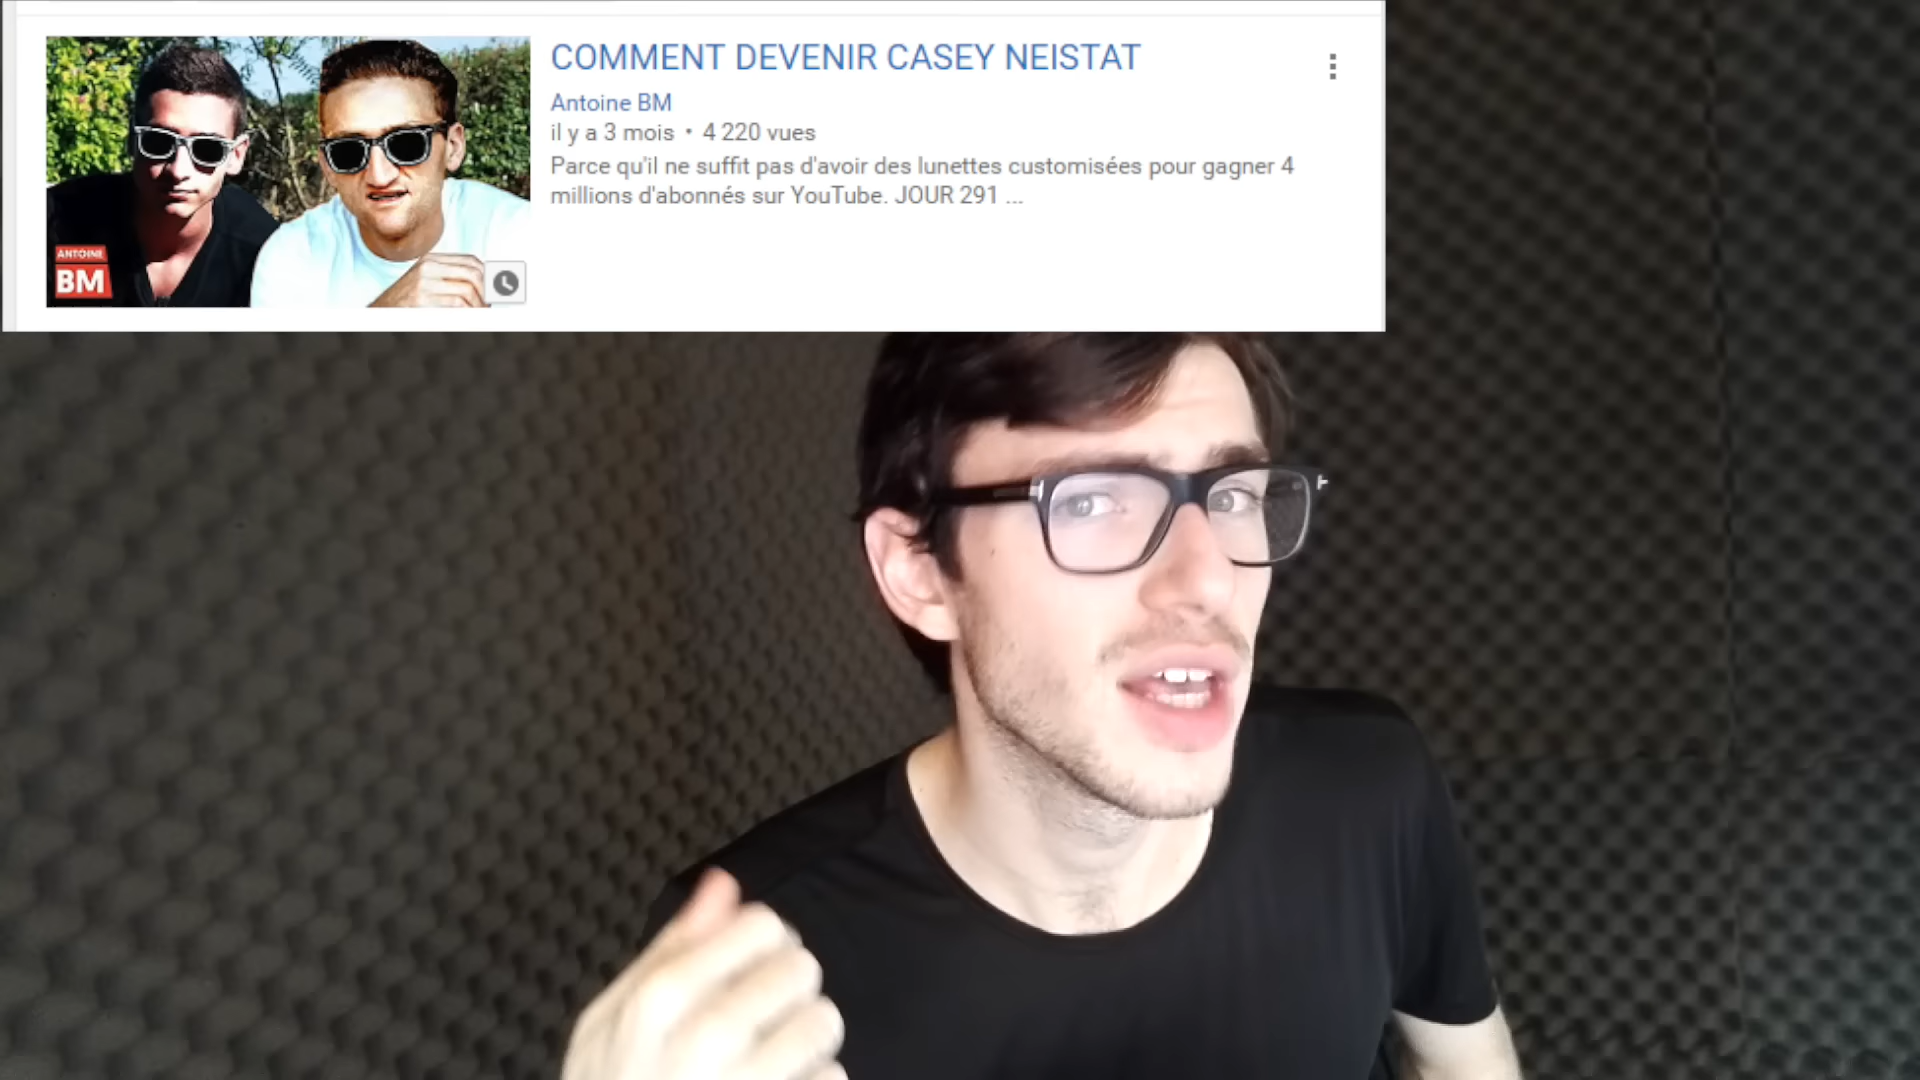 COMMENT DEVENIR CASEY NEISTAT
Antoine BM
il y a 3 mois • 4 220 vues
Parce qu'il ne suffit pas d'avoir des lunettes customisées pour gagner 4
millions d'abonnés sur YouTube. JOUR 291 ...
ANTOINE
BM